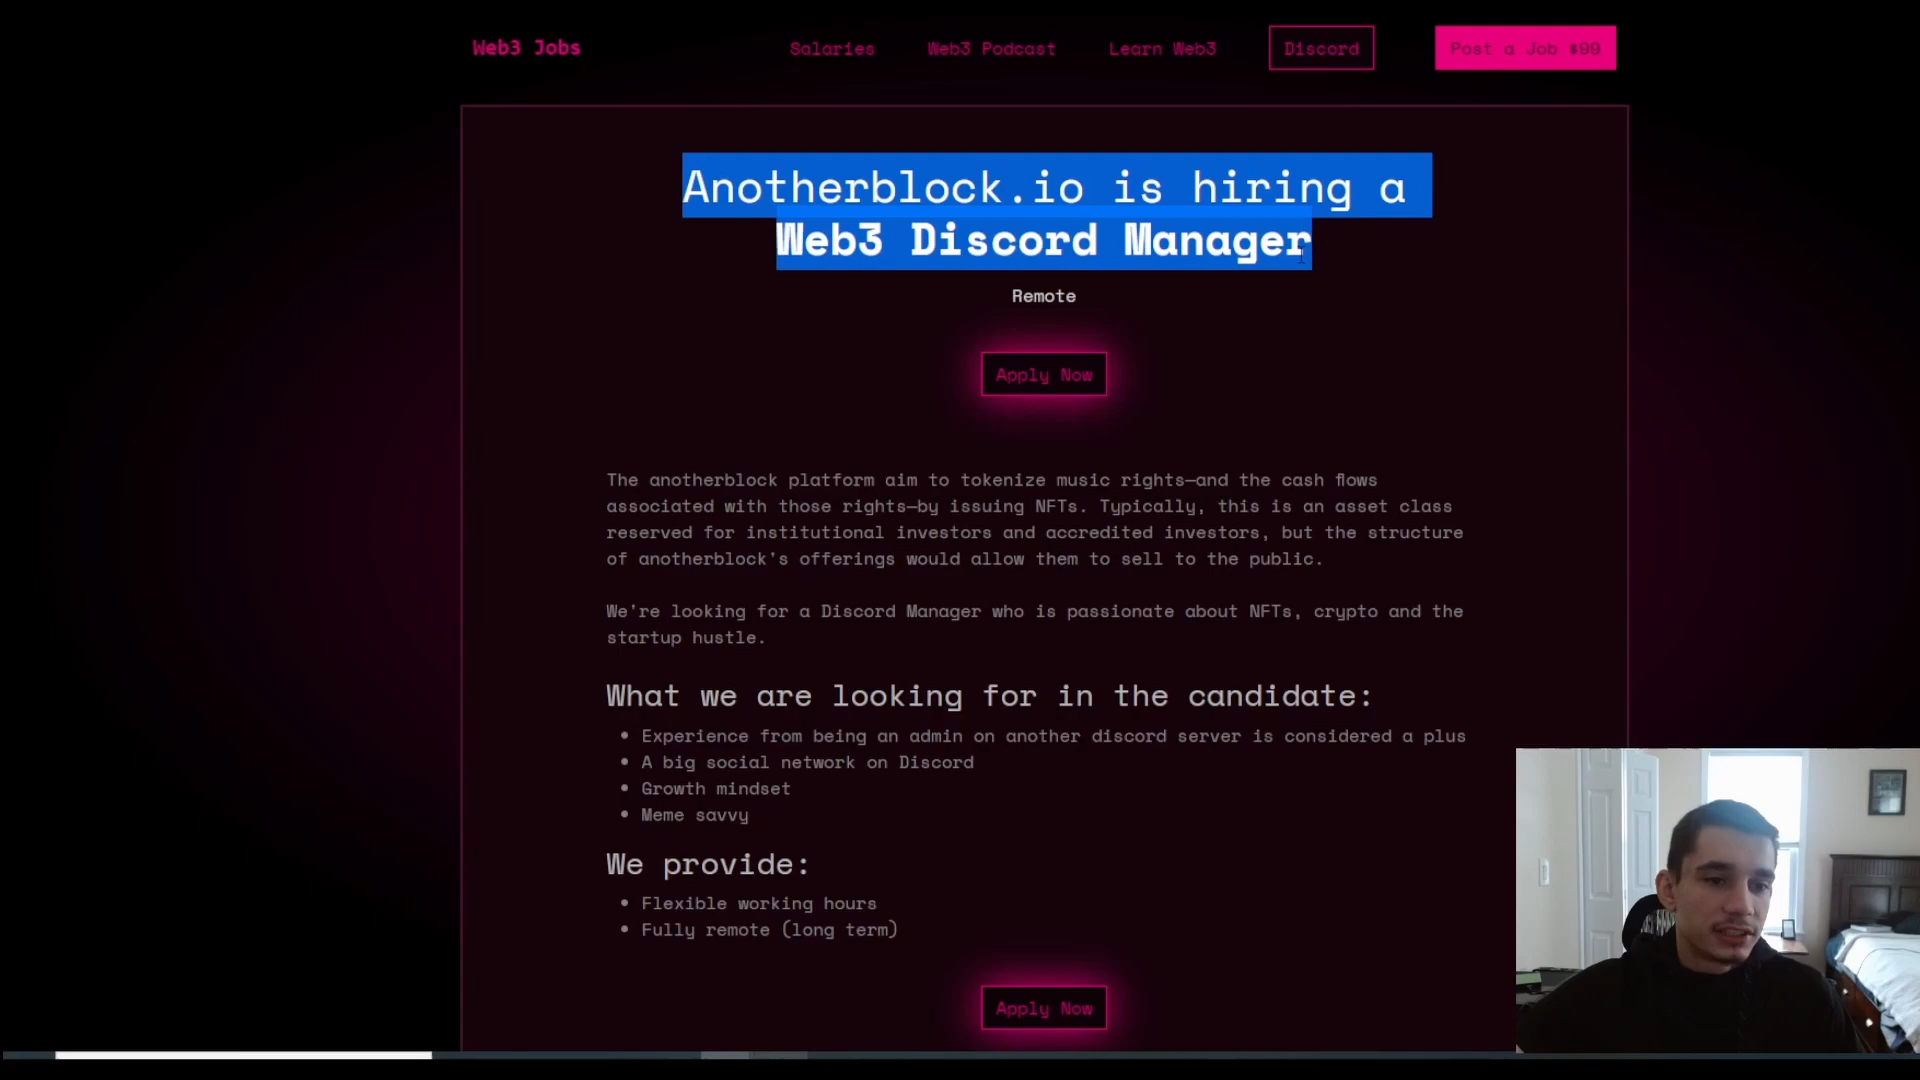 Web3 Jobs Salaries Web3 Podcast Learn Web3 Discord Post a Job $99
Anotherblock.io is hiring a
Web3 Discord Manager
Remote
Apply Now
The anotherblock platform aim to tokenize music rights—and the cash flows
associated with those rights—by issuing NFTs. Typically, this is an asset class
reserved for institutional investors and accredited investors, but the structure
of anotherblock's offerings would allow them to sell to the public.
We're looking for a Discord Manager who is passionate about NFTs, crypto and the
startup hustle.
What we are looking for in the candidate:
• Experience from being an admin on another discord server is considered a plus
• A big social network on Discord
• Growth mindset
• Meme savvy
We provide:
• Flexible working hours
• Fully remote (long term)
Apply Now